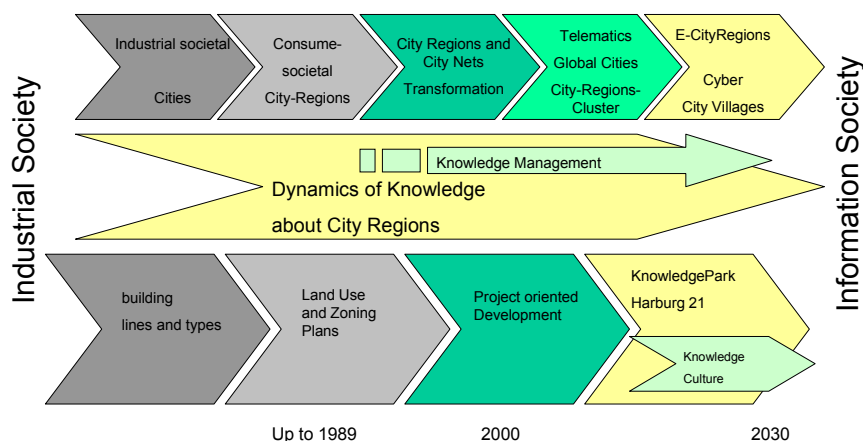 Industrial Society
Industrial societal
Cities
Consume-
societal
City-Regions
City Regions and
City Nets
Transformation
Telematics
Global Cities
City-Regions-
Cluster
E-CityRegions
Cyber
City Villages
Knowledge Management
Dynamics of Knowledge
about City Regions
building
lines and types
Land Use
and Zoning
Plans
Project oriented
Development
KnowledgePark
Harburg 21
Knowledge
Culture
Information Society
Up to 1989
2000
2030